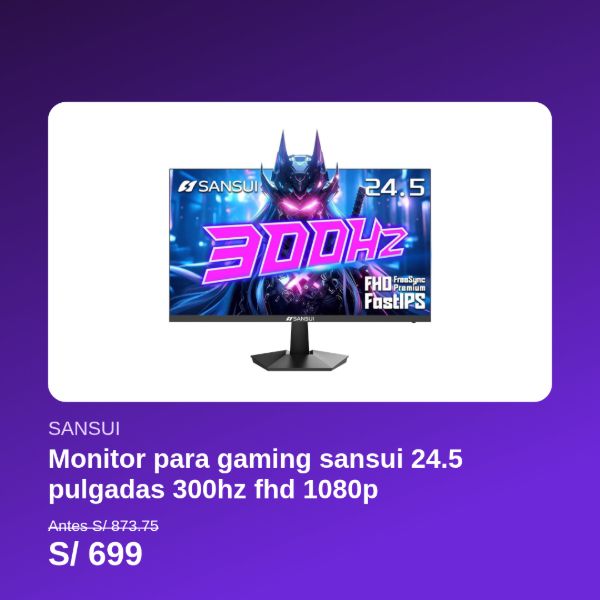 SANSUI
24.5
300Hz
FHD FreeSync Premium
FastIPS
SANSUI
SANSUI
Monitor para gaming sansui 24.5
pulgadas 300hz fhd 1080p
Antes S/ 873.75
S/ 699